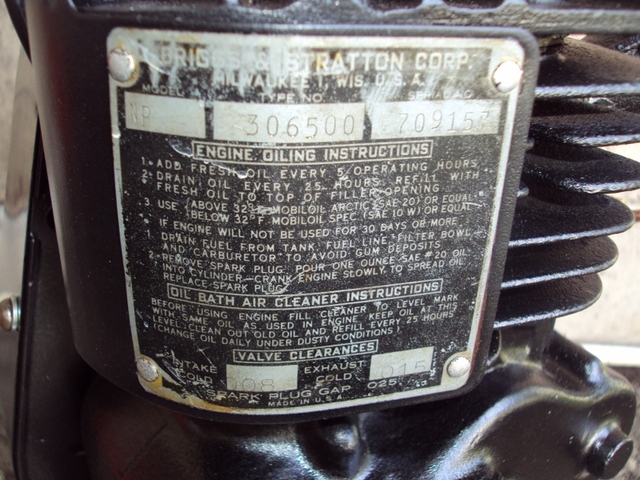 BRIGGS & STRATTON CORP.
MILWAUKEE 1, WIS. U.S.A.
MODEL TYPE NO. SERIAL NO.
NP 306500 709157
ENGINE OILING INSTRUCTIONS
1. ADD FRESH OIL EVERY 5 OPERATING HOURS
2. DRAIN OIL EVERY 25 HOURS. REFILL WITH
FRESH OIL TO TOP OF FILLER OPENING
3. USE (ABOVE 32° F. MOBILOIL ARCTIC (SAE 20) OR EQUAL
(BELOW 32° F. MOBILOIL SPEC. (SAE 10 W) OR EQUAL
IF ENGINE WILL NOT BE USED FOR 30 DAYS OR MORE
1. DRAIN FUEL FROM TANK, FUEL LINE, FILTER BOWL
AND CARBURETOR TO AVOID GUM DEPOSITS
2. REMOVE SPARK PLUG. POUR ONE OUNCE SAE #20 OIL
INTO CYLINDER - CRANK ENGINE SLOWLY TO SPREAD OIL
REPLACE SPARK PLUG
OIL BATH AIR CLEANER INSTRUCTIONS
BEFORE USING ENGINE FILL CLEANER TO LEVEL MARK
WITH SAME OIL AS USED IN ENGINE. KEEP OIL AT THIS
LEVEL. CLEAN OUT OLD OIL AND REFILL EVERY 25 HOURS
(CHANGE OIL DAILY UNDER DUSTY CONDITIONS)
VALVE CLEARANCES
INTAKE COLD 008 EXHAUST COLD 015
SPARK PLUG GAP .025
MADE IN U.S.A.